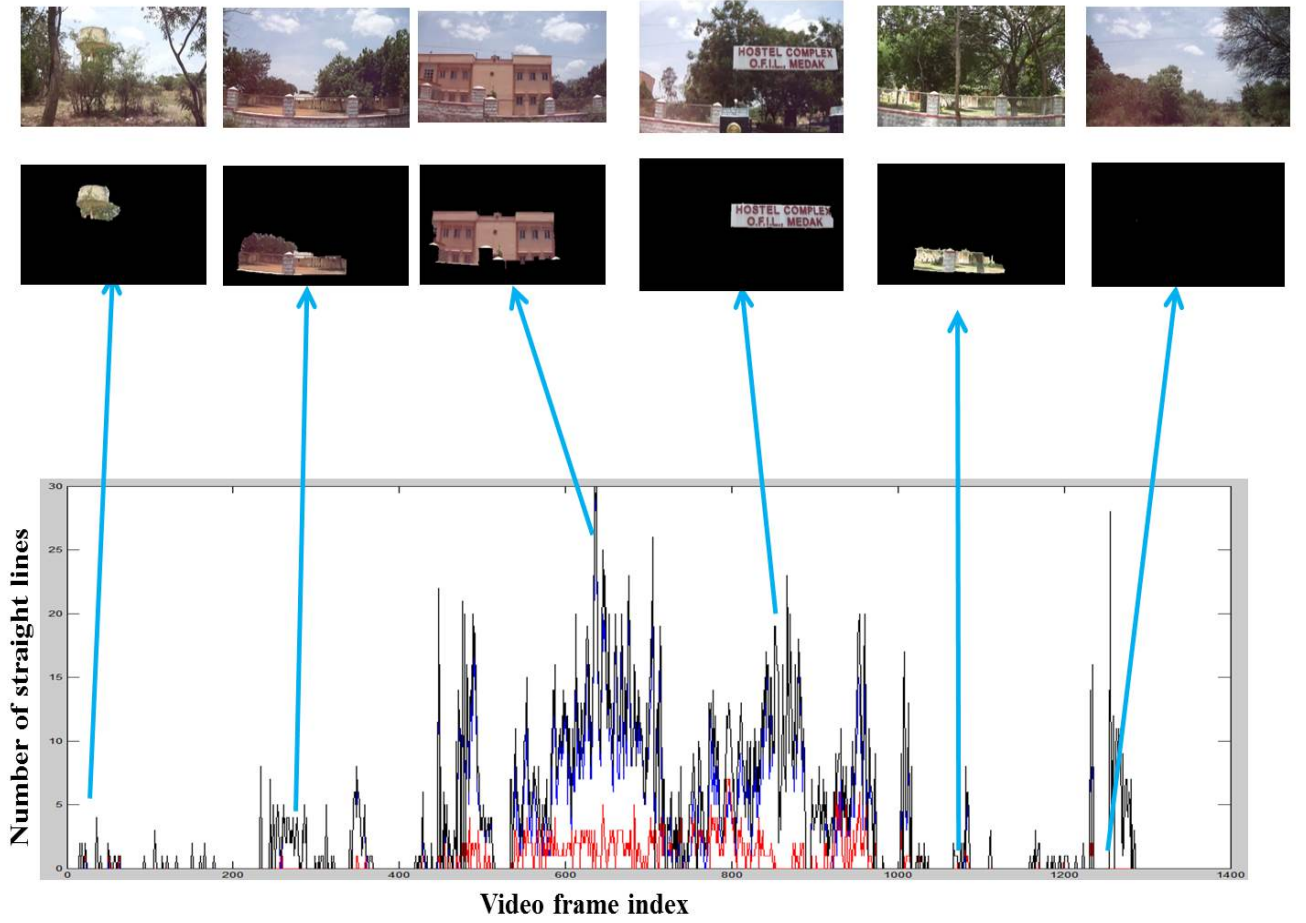 HOSTEL COMPLEX
O.F.I.L., MEDAK
HOSTEL COMPLEX
O.F.I.L., MEDAK
Number of straight lines
30
25
20
15
10
5
0
0 200 400 600 800 1000 1200 1400
Video frame index